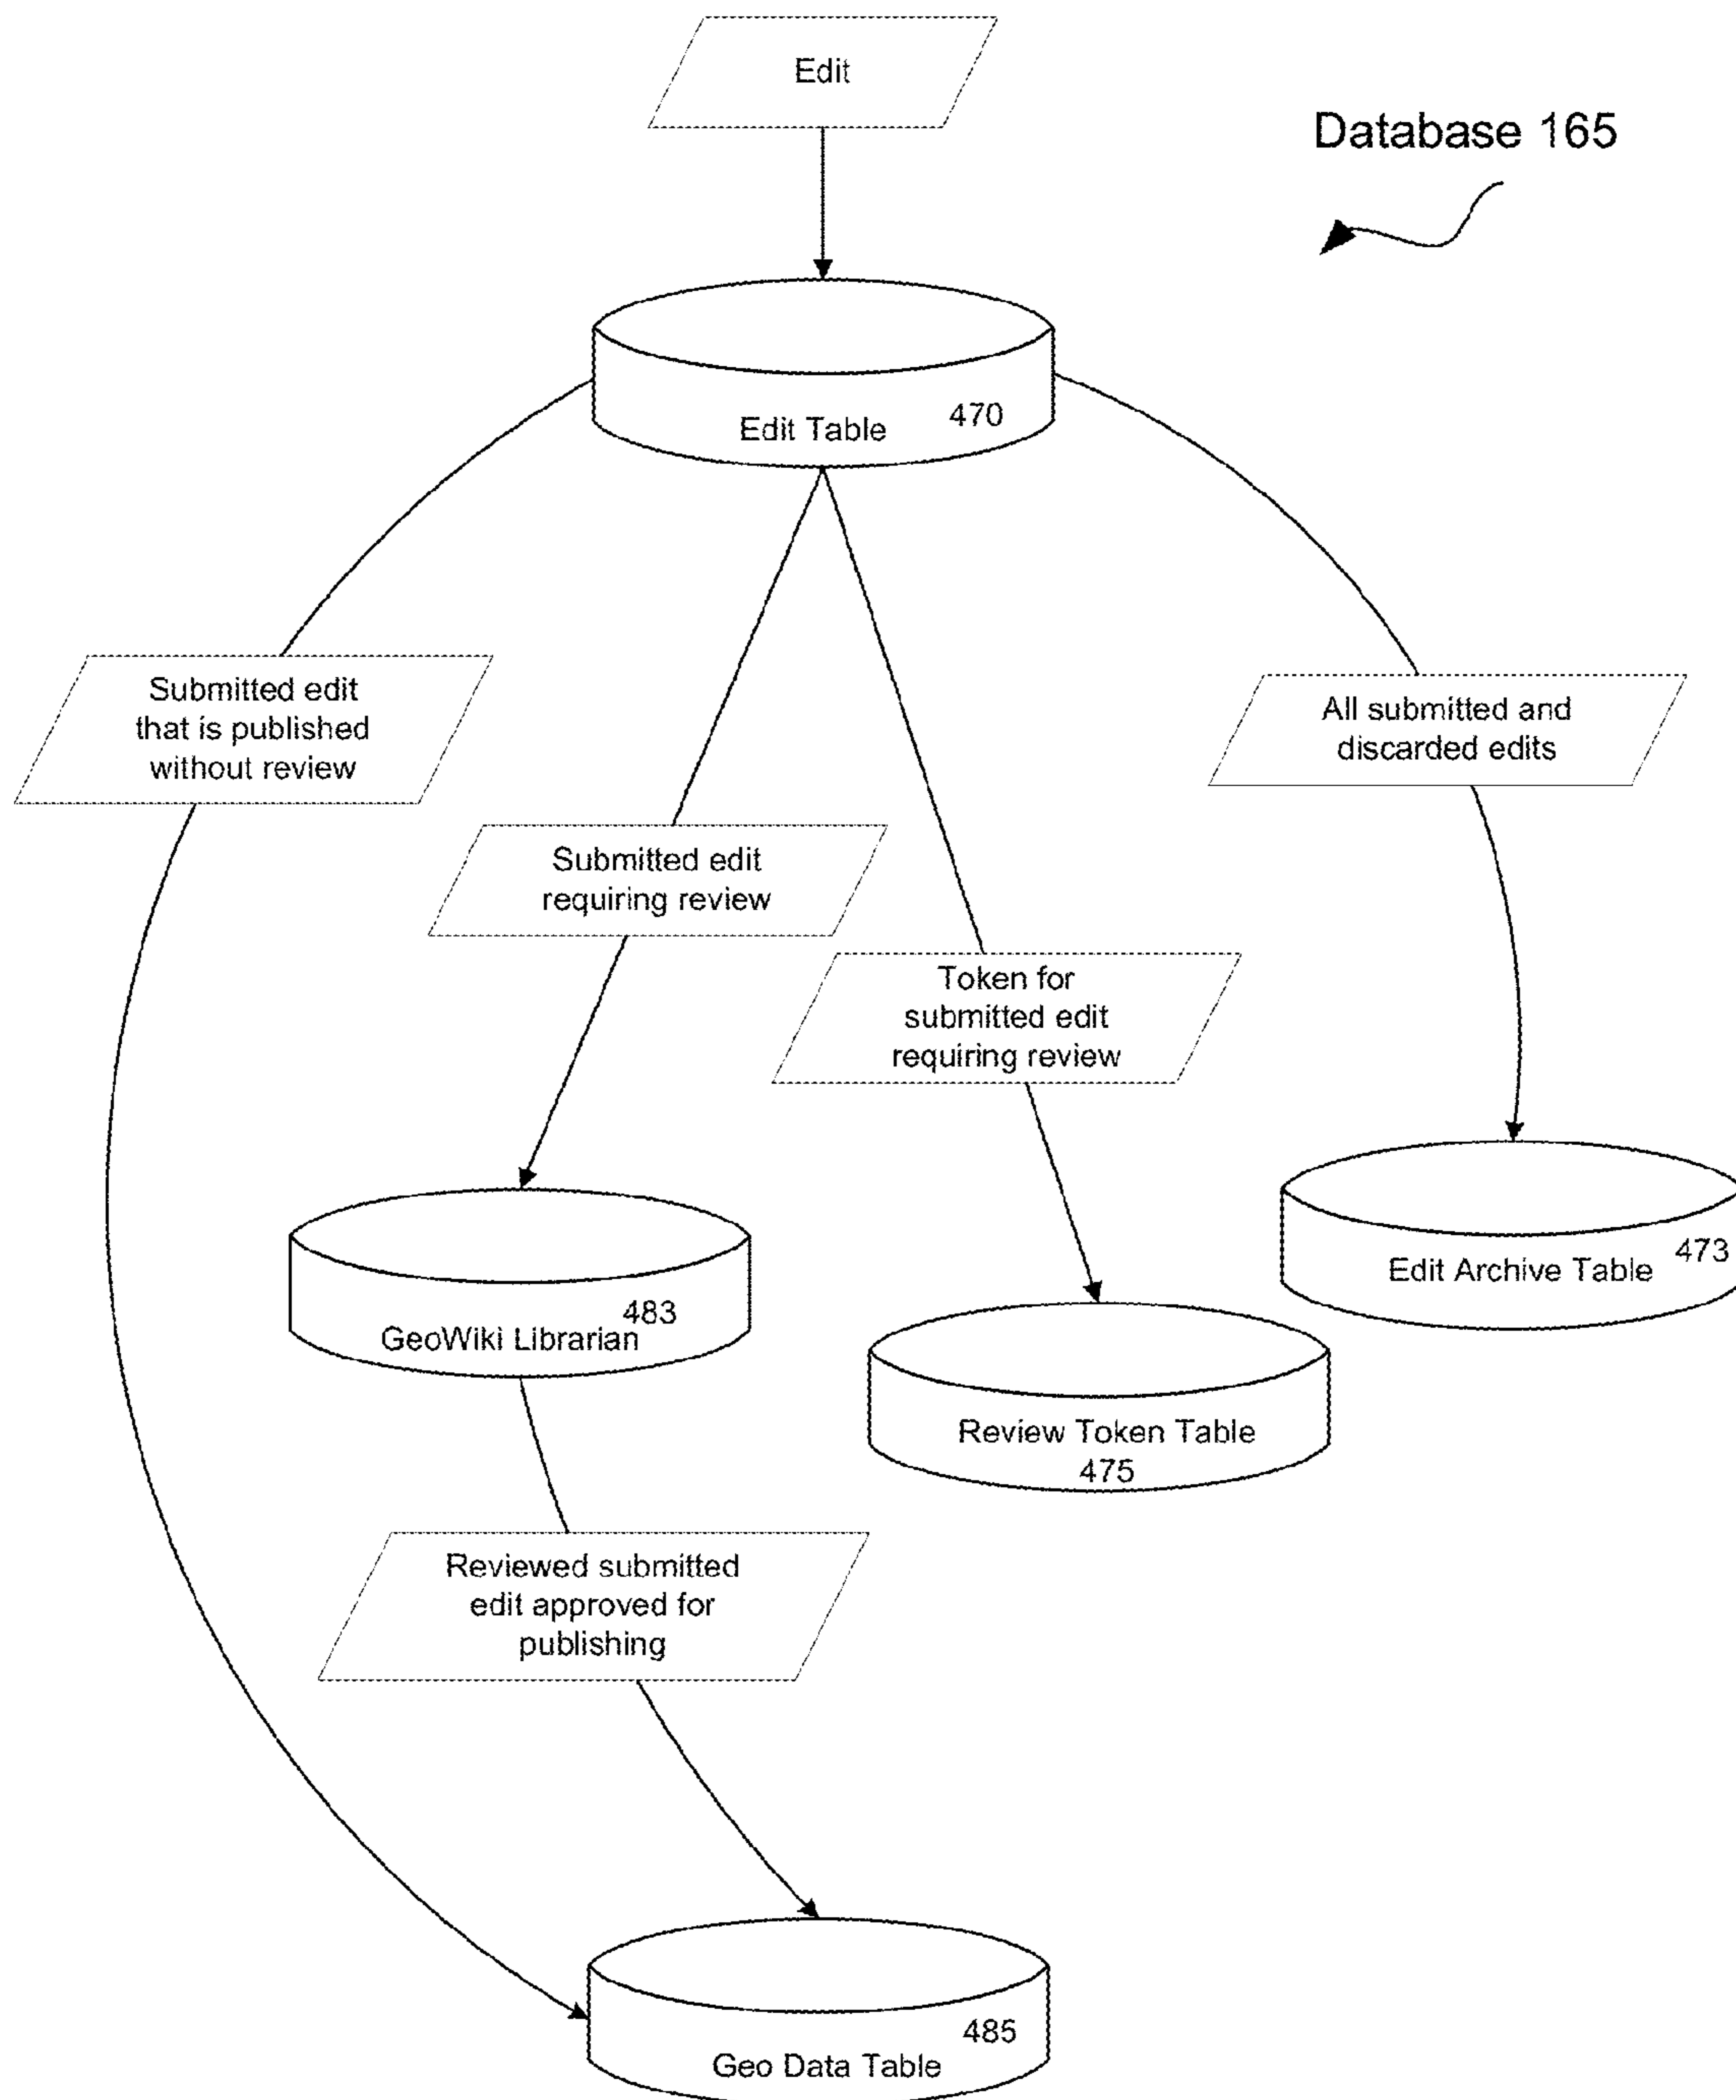 Edit
Database 165
470
Edit Table
Submitted edit
that is published
without review
All submitted and
discarded edits
Submitted edit
requiring review
Token for
submitted edit
requiring review
473
Edit Archive Table
483
GeoWiki Librarian
Review Token Table
475
Reviewed submitted
edit approved for
publishing
485
Geo Data Table